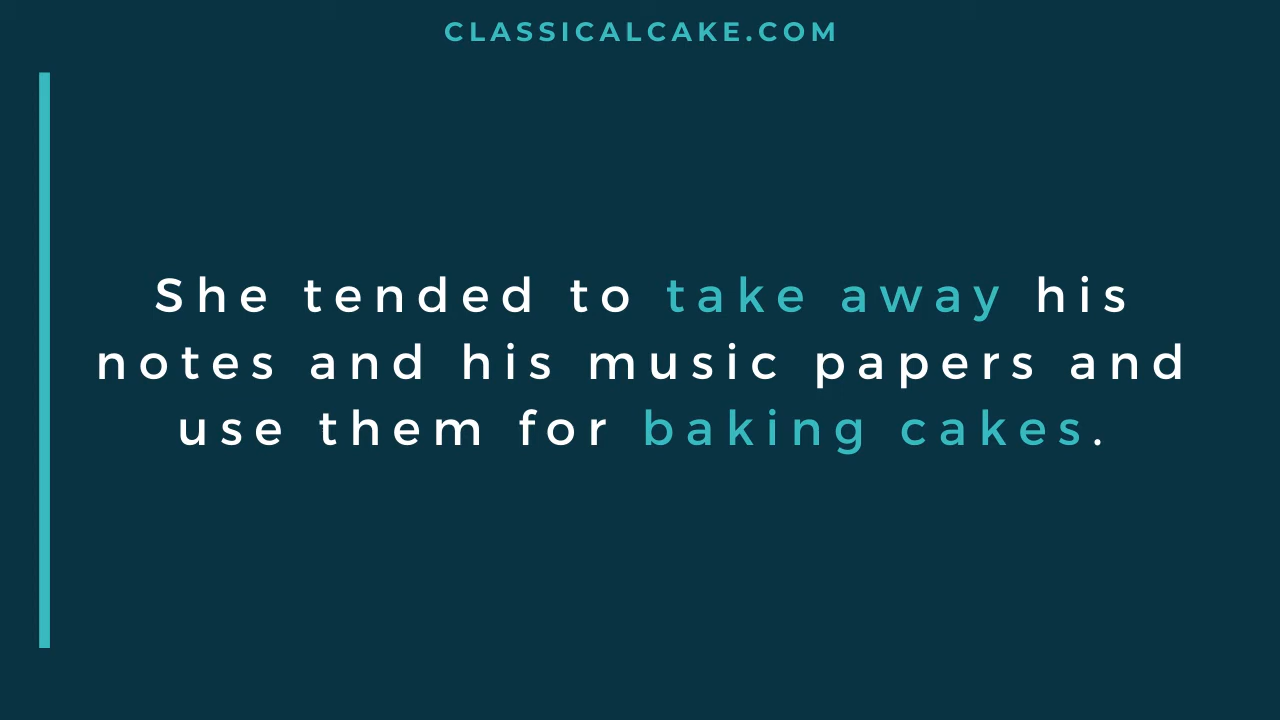 CLASSICALCAKE.COM
She tended to take away his
notes and his music papers and
use them for baking cakes.